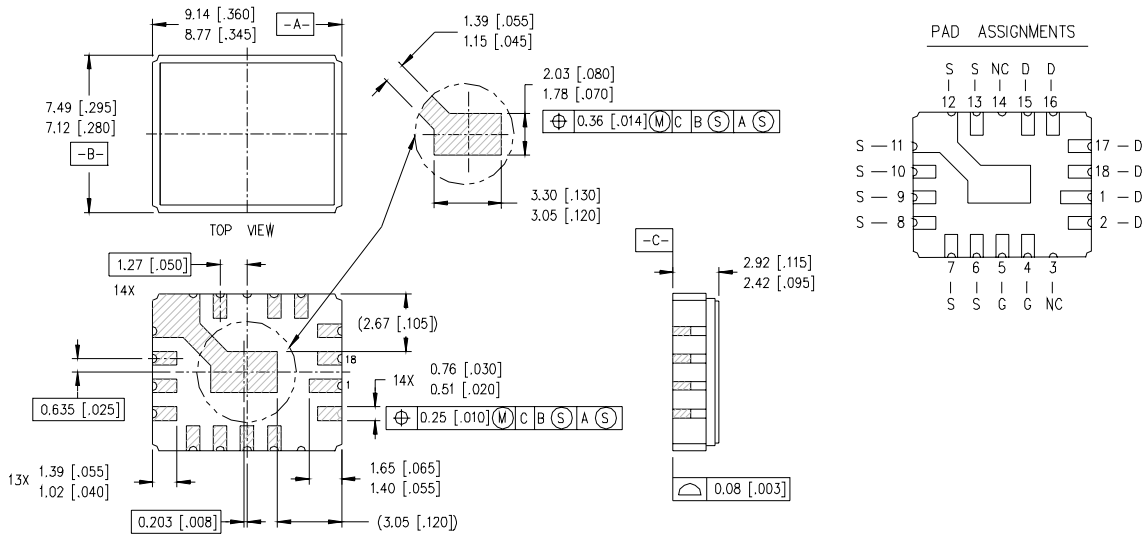 9.14 [.360]
8.77 [.345]
-A-
7.49 [.295]
7.12 [.280]
-B-
TOP VIEW
1.39 [.055]
1.15 [.045]
2.03 [.080]
1.78 [.070]
0.36 [.014] Ⓜ C B Ⓢ A Ⓢ
3.30 [.130]
3.05 [.120]
PAD ASSIGNMENTS
S S NC D D
12 13 14 15 16
S — 11
S — 10
S — 9
S — 8
17 — D
18 — D
1 — D
2 — D
7 6 5 4 3
S S G G NC
1.27 [.050]
14X
(2.67 [.105])
18
1
0.635 [.025]
14X
0.76 [.030]
0.51 [.020]
0.25 [.010] Ⓜ C B Ⓢ A Ⓢ
13X
1.39 [.055]
1.02 [.040]
1.65 [.065]
1.40 [.055]
0.203 [.008]
(3.05 [.120])
-C-
2.92 [.115]
2.42 [.095]
0.08 [.003]